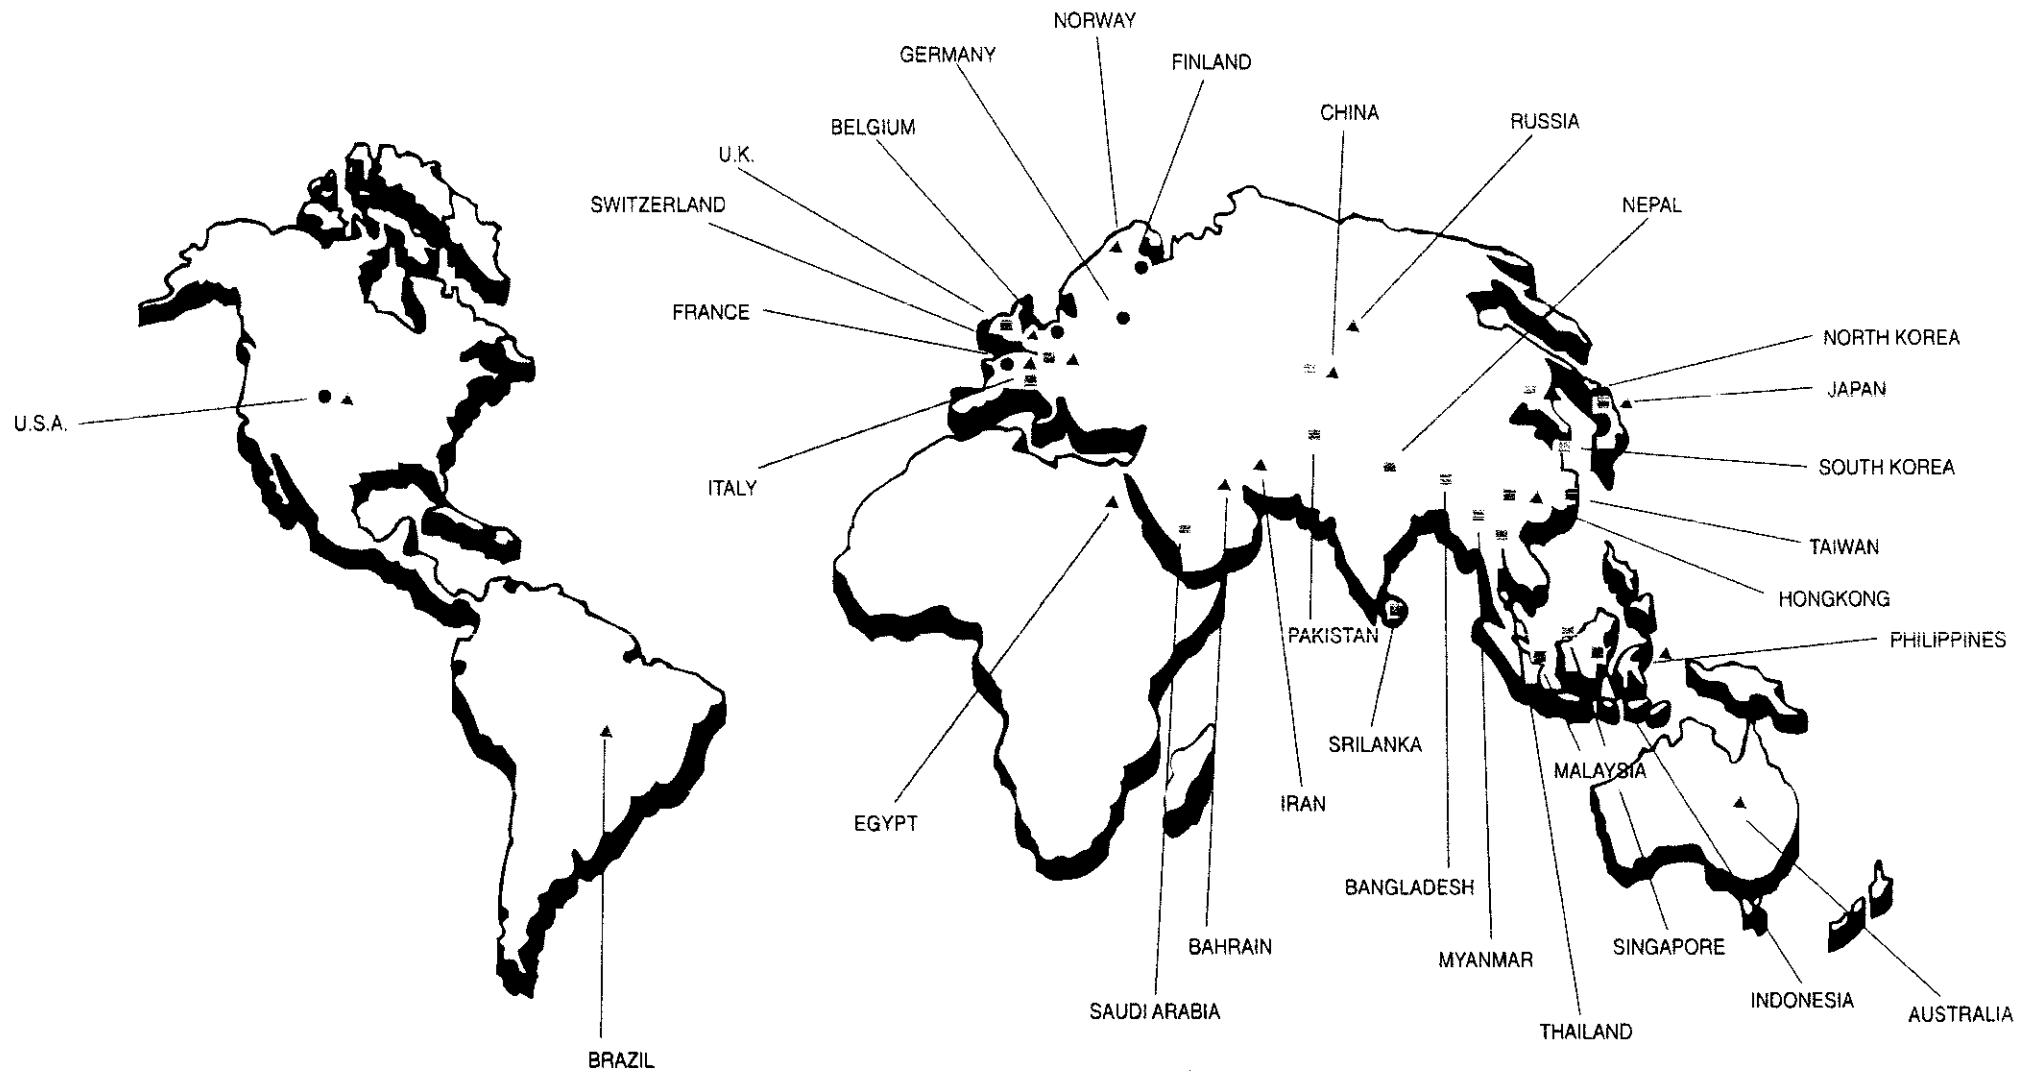 NORWAY
GERMANY
FINLAND
CHINA
RUSSIA
BELGIUM
U.K.
SWITZERLAND
NEPAL
FRANCE
NORTH KOREA
JAPAN
U.S.A.
SOUTH KOREA
ITALY
TAIWAN
HONGKONG
PAKISTAN
PHILIPPINES
SRILANKA
MALAYSIA
IRAN
EGYPT
BANGLADESH
BAHRAIN
SINGAPORE
MYANMAR
INDONESIA
SAUDI ARABIA
AUSTRALIA
THAILAND
BRAZIL